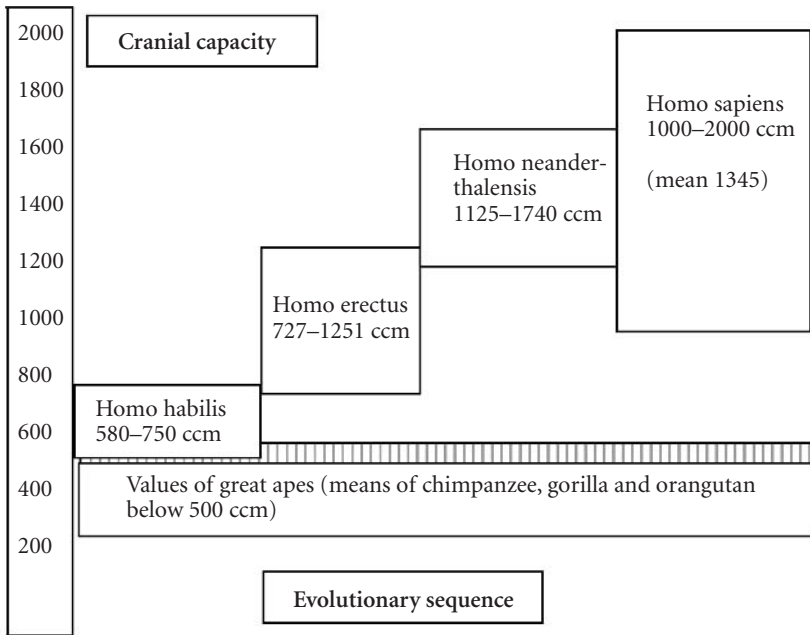 2000
1800
1600
1400
1200
1000
800
600
400
200
Cranial capacity
Homo sapiens
1000–2000 ccm
(mean 1345)
Homo neander-
thalensis
1125–1740 ccm
Homo erectus
727–1251 ccm
Homo habilis
580–750 ccm
Values of great apes (means of chimpanzee, gorilla and orangutan
below 500 ccm)
Evolutionary sequence